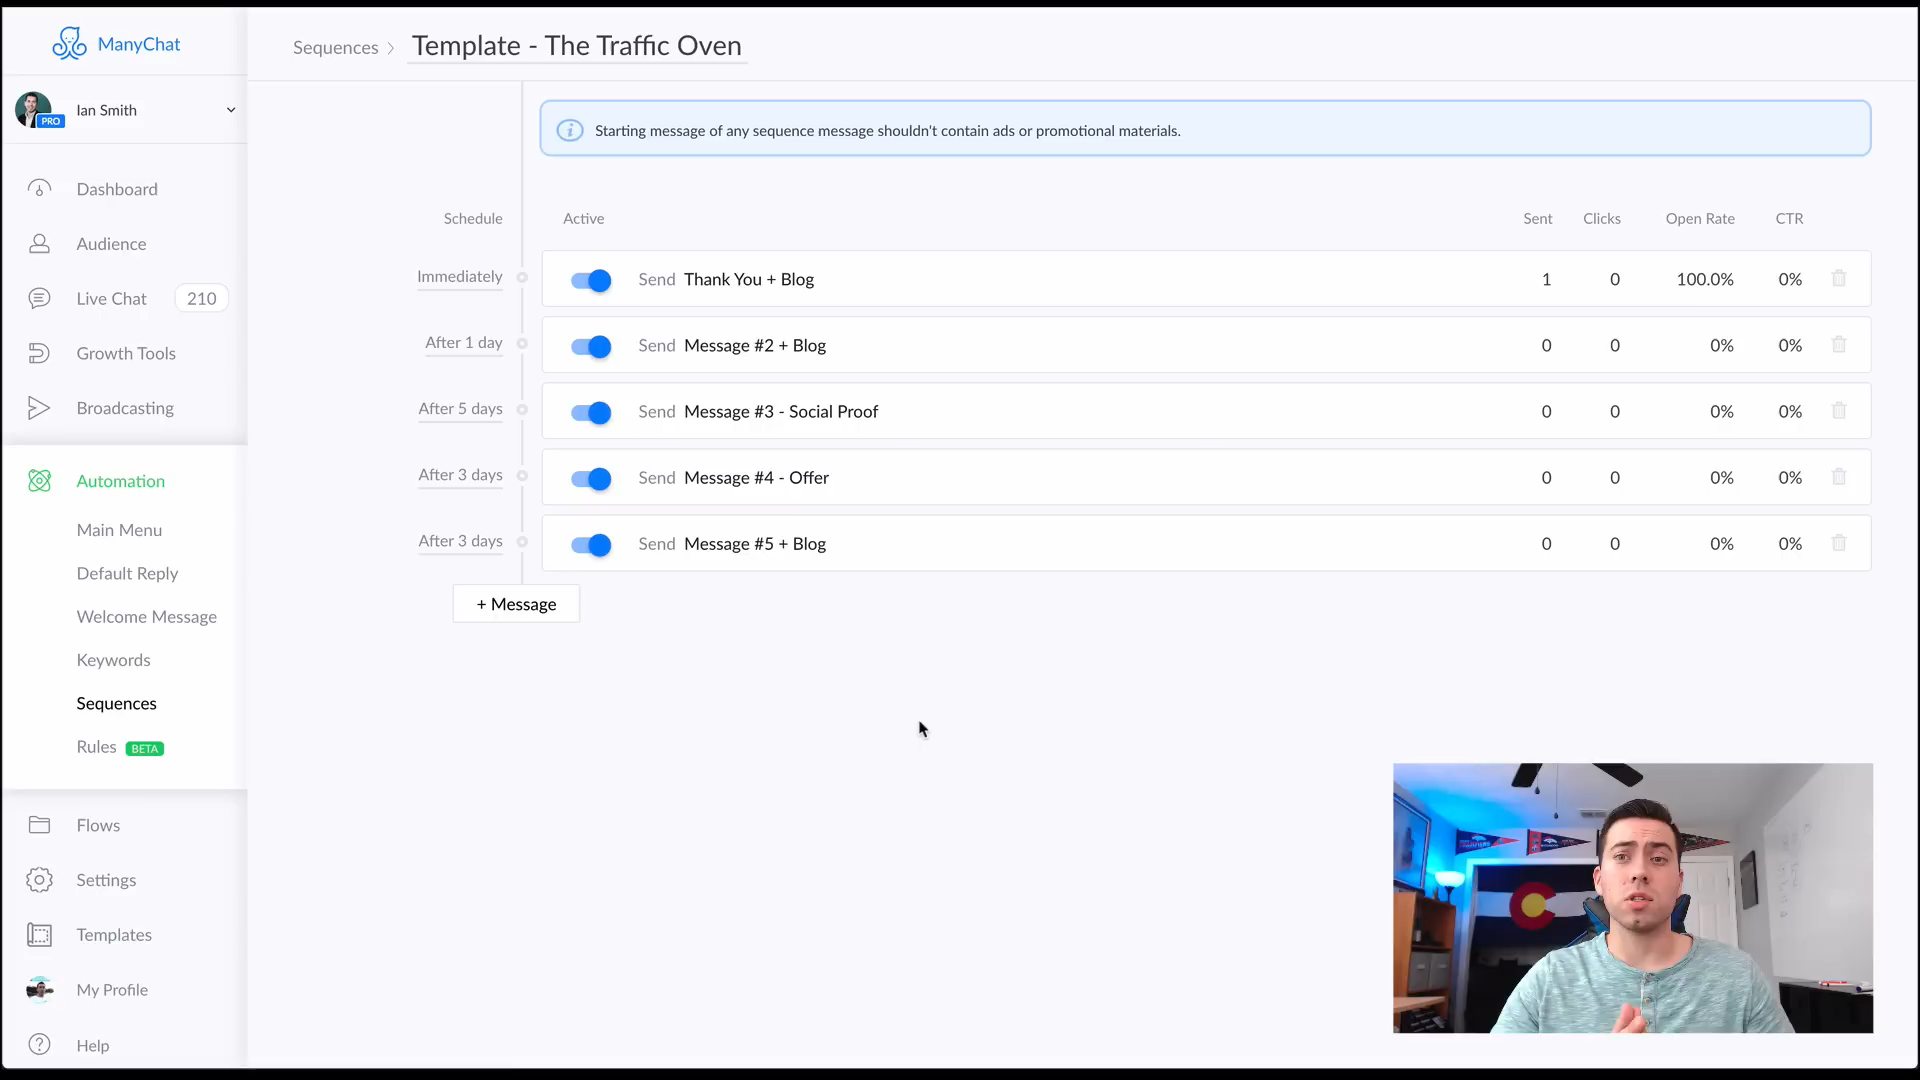 ManyChat
Sequences > Template - The Traffic Oven
PRO
Ian Smith
Starting message of any sequence message shouldn't contain ads or promotional materials.
Dashboard
Audience
Live Chat 210
Growth Tools
Broadcasting
Automation
Main Menu
Default Reply
Welcome Message
Keywords
Sequences
Rules BETA
Flows
Settings
Templates
My Profile
Help
Schedule Active Sent Clicks Open Rate CTR
Immediately Send Thank You + Blog 1 0 100.0% 0%
After 1 day Send Message #2 + Blog 0 0 0% 0%
After 5 days Send Message #3 - Social Proof 0 0 0% 0%
After 3 days Send Message #4 - Offer 0 0 0% 0%
After 3 days Send Message #5 + Blog 0 0 0% 0%
+ Message